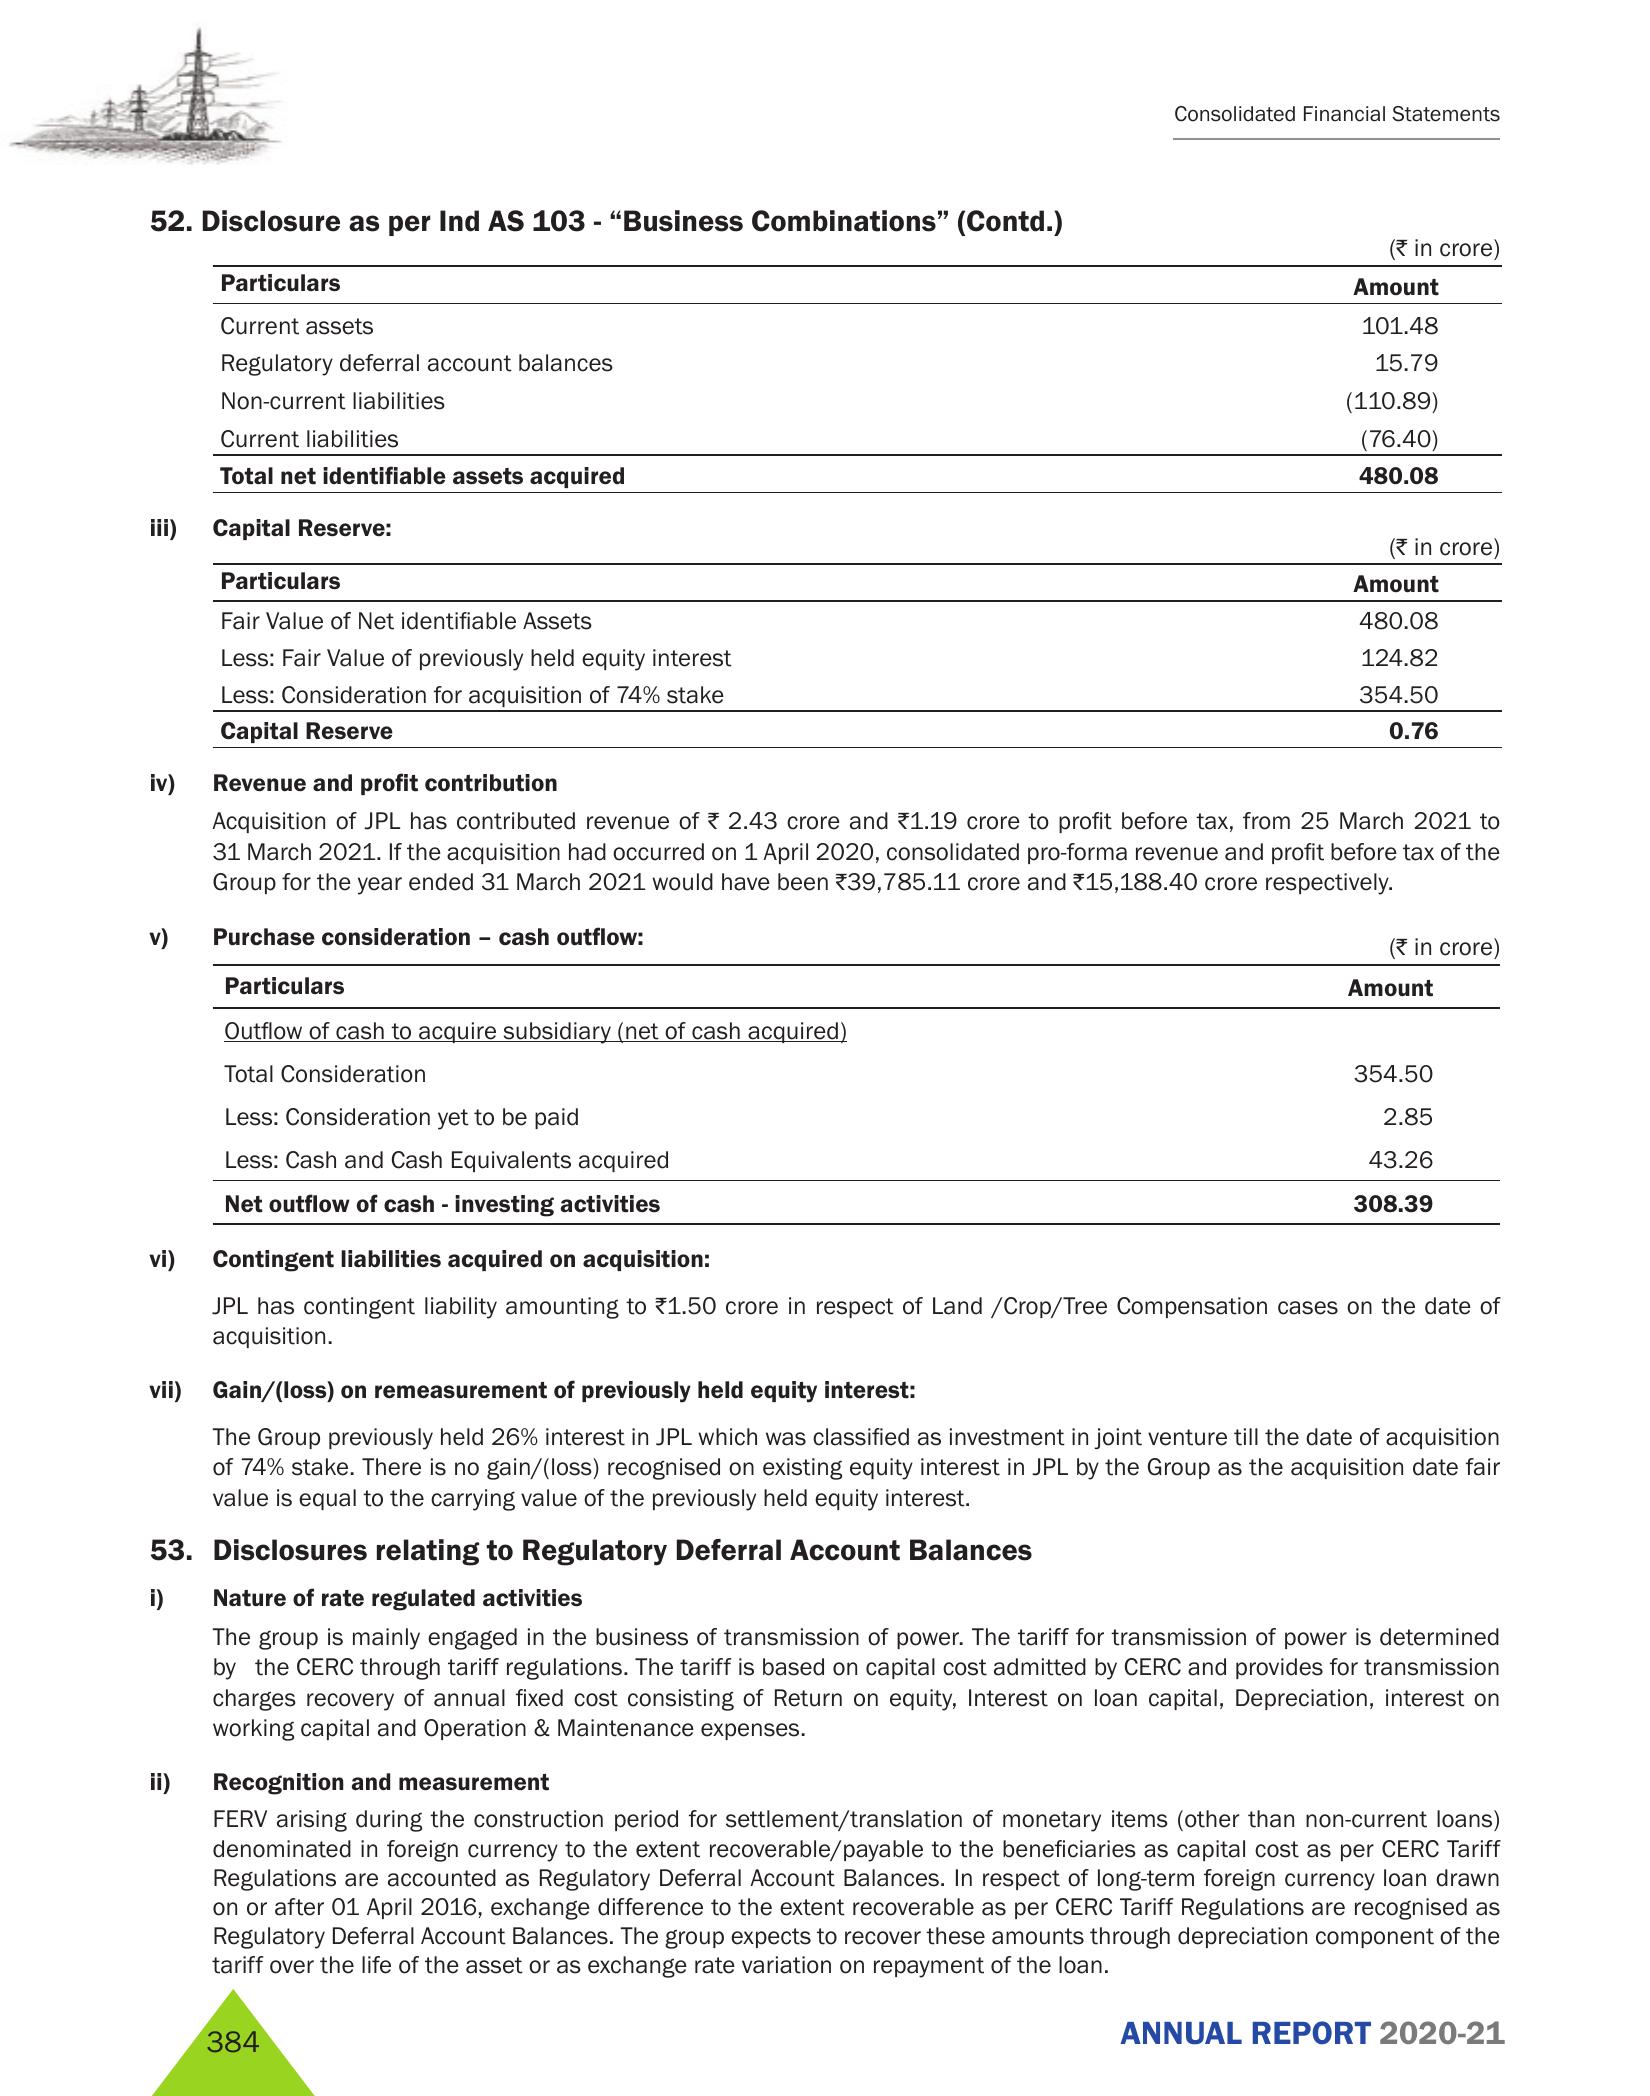 Consolidated Financial Statements
52. Disclosure as per Ind AS 103 - “Business Combinations” (Contd.)
(₹ in crore)
Particulars Amount
Current assets 101.48
Regulatory deferral account balances 15.79
Non-current liabilities (110.89)
Current liabilities (76.40)
Total net identifiable assets acquired 480.08
iii) Capital Reserve:
(₹ in crore)
Particulars Amount
Fair Value of Net identifiable Assets 480.08
Less: Fair Value of previously held equity interest 124.82
Less: Consideration for acquisition of 74% stake 354.50
Capital Reserve 0.76
iv) Revenue and profit contribution
Acquisition of JPL has contributed revenue of ₹ 2.43 crore and ₹1.19 crore to profit before tax, from 25 March 2021 to
31 March 2021. If the acquisition had occurred on 1 April 2020, consolidated pro-forma revenue and profit before tax of the
Group for the year ended 31 March 2021 would have been ₹39,785.11 crore and ₹15,188.40 crore respectively.
v) Purchase consideration – cash outflow:
(₹ in crore)
Particulars Amount
Outflow of cash to acquire subsidiary (net of cash acquired)
Total Consideration 354.50
Less: Consideration yet to be paid 2.85
Less: Cash and Cash Equivalents acquired 43.26
Net outflow of cash - investing activities 308.39
vi) Contingent liabilities acquired on acquisition:
JPL has contingent liability amounting to ₹1.50 crore in respect of Land /Crop/Tree Compensation cases on the date of
acquisition.
vii) Gain/(loss) on remeasurement of previously held equity interest:
The Group previously held 26% interest in JPL which was classified as investment in joint venture till the date of acquisition
of 74% stake. There is no gain/(loss) recognised on existing equity interest in JPL by the Group as the acquisition date fair
value is equal to the carrying value of the previously held equity interest.
53. Disclosures relating to Regulatory Deferral Account Balances
i) Nature of rate regulated activities
The group is mainly engaged in the business of transmission of power. The tariff for transmission of power is determined
by the CERC through tariff regulations. The tariff is based on capital cost admitted by CERC and provides for transmission
charges recovery of annual fixed cost consisting of Return on equity, Interest on loan capital, Depreciation, interest on
working capital and Operation & Maintenance expenses.
ii) Recognition and measurement
FERV arising during the construction period for settlement/translation of monetary items (other than non-current loans)
denominated in foreign currency to the extent recoverable/payable to the beneficiaries as capital cost as per CERC Tariff
Regulations are accounted as Regulatory Deferral Account Balances. In respect of long-term foreign currency loan drawn
on or after 01 April 2016, exchange difference to the extent recoverable as per CERC Tariff Regulations are recognised as
Regulatory Deferral Account Balances. The group expects to recover these amounts through depreciation component of the
tariff over the life of the asset or as exchange rate variation on repayment of the loan.
384
ANNUAL REPORT 2020-21